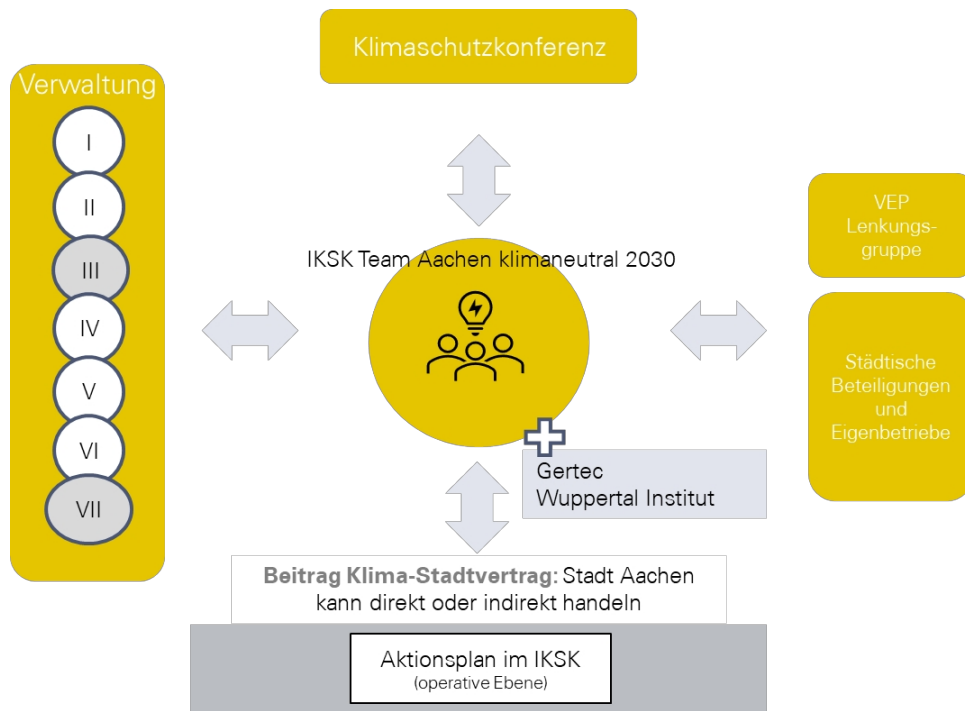 Klimaschutzkonferenz
Verwaltung
I
II
III
IV
V
VI
VII
IKSK Team Aachen klimaneutral 2030
VEP
Lenkungs-
gruppe
Städtische
Beteiligungen
und
Eigenbetriebe
Gertec
Wuppertal Institut
Beitrag Klima-Stadtvertrag: Stadt Aachen
kann direkt oder indirekt handeln
Aktionsplan im IKSK
(operative Ebene)